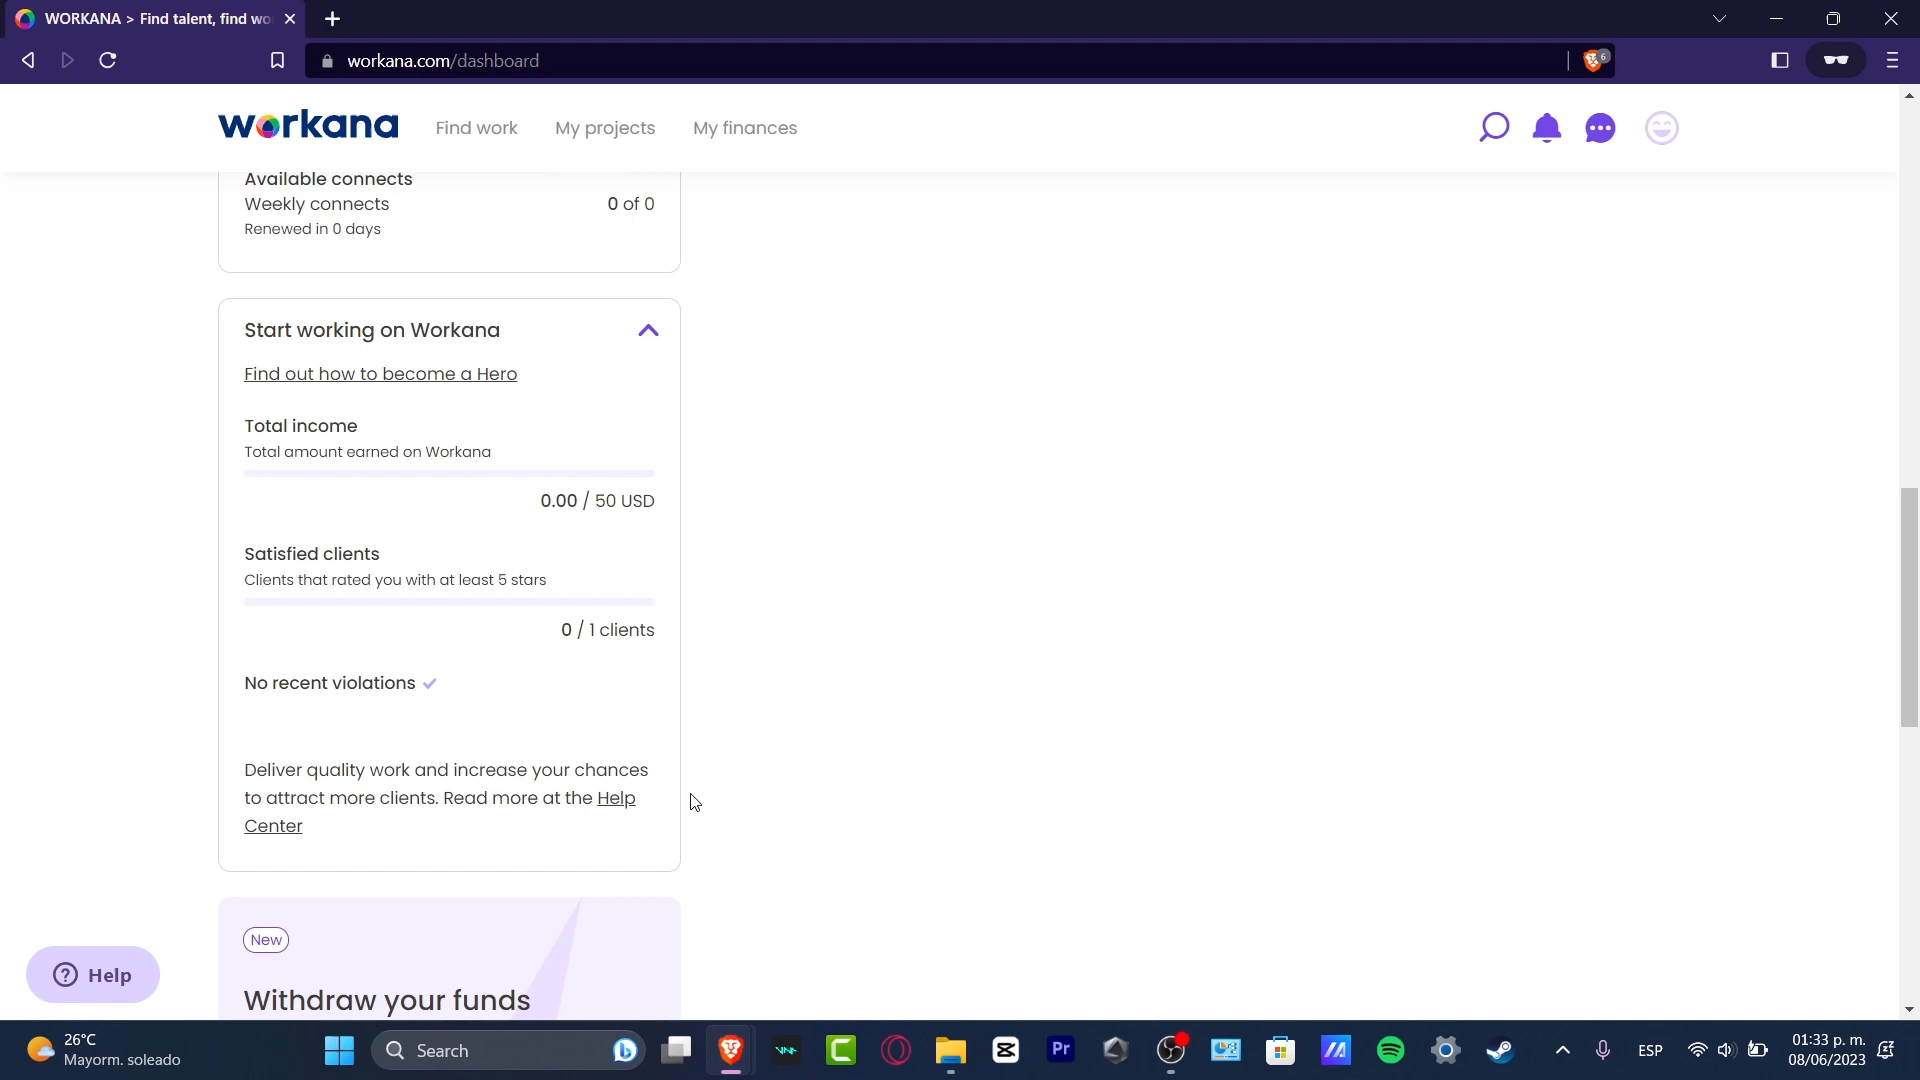 WORKANA > Find talent, find wo
workana.com/dashboard
6
workana
Find work
My projects
My finances
Available connects
Weekly connects
0 of 0
Renewed in 0 days
Start working on Workana
Find out how to become a Hero
Total income
Total amount earned on Workana
0.00 / 50 USD
Satisfied clients
Clients that rated you with at least 5 stars
0 / 1 clients
No recent violations
Deliver quality work and increase your chances
to attract more clients. Read more at the Help
Center
New
Withdraw your funds
? Help
26°C
Mayorm. soleado
Search
Pr
ESP
01:33 p. m.
08/06/2023